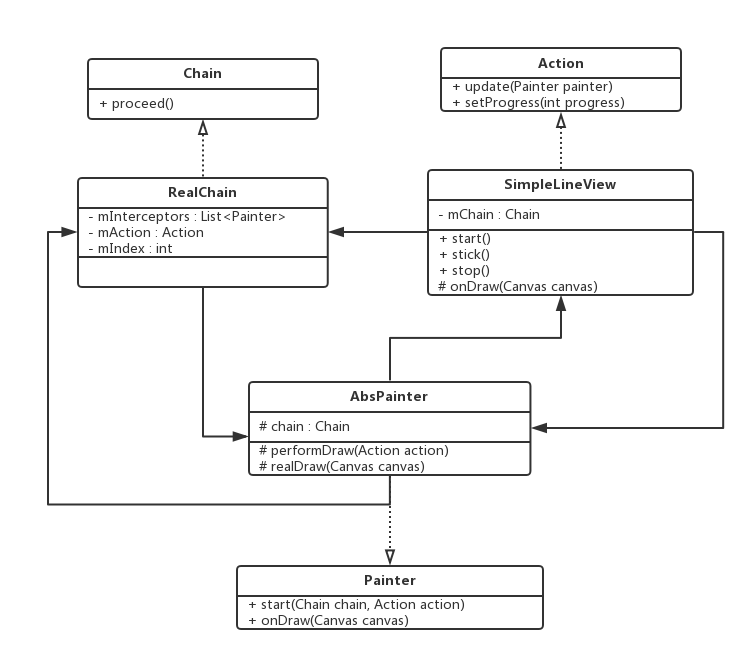 Chain
+ proceed()
Action
+ update(Painter painter)
+ setProgress(int progress)
RealChain
- mInterceptors : List<Painter>
- mAction : Action
- mIndex : int
SimpleLineView
- mChain : Chain
+ start()
+ stick()
+ stop()
# onDraw(Canvas canvas)
AbsPainter
# chain : Chain
# performDraw(Action action)
# realDraw(Canvas canvas)
Painter
+ start(Chain chain, Action action)
+ onDraw(Canvas canvas)